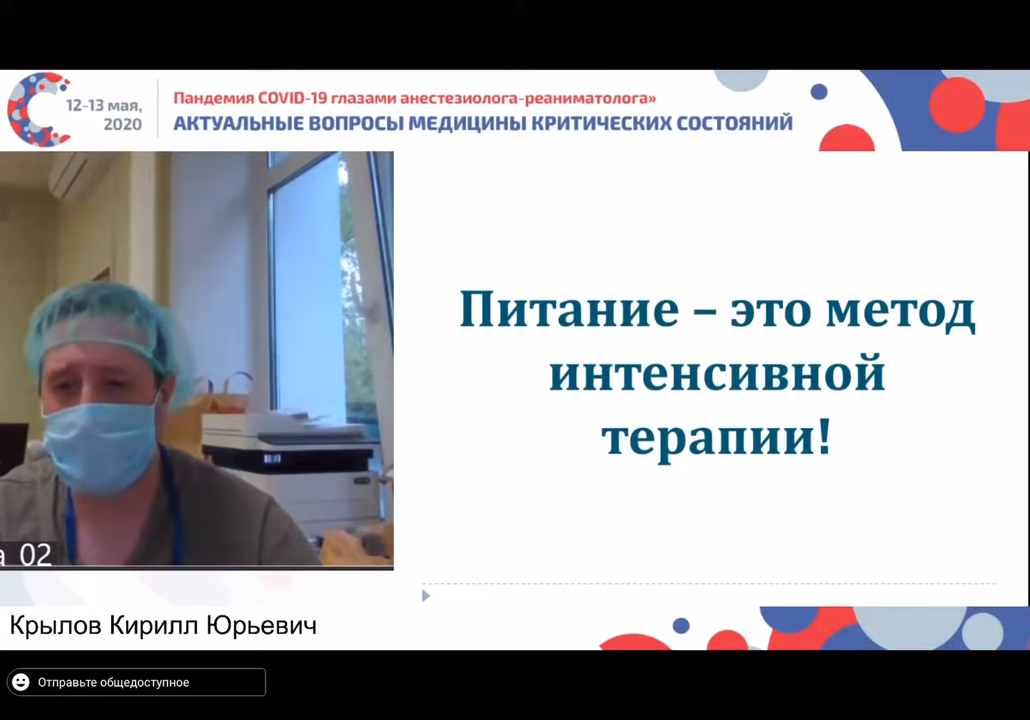 12-13 мая,
2020
Пандемия COVID-19 глазами анестезиолога-реаниматолога»
АКТУАЛЬНЫЕ ВОПРОСЫ МЕДИЦИНЫ КРИТИЧЕСКИХ СОСТОЯНИЙ
Питание – это метод
интенсивной
терапии!
а_02
Крылов Кирилл Юрьевич
Отправьте общедоступное